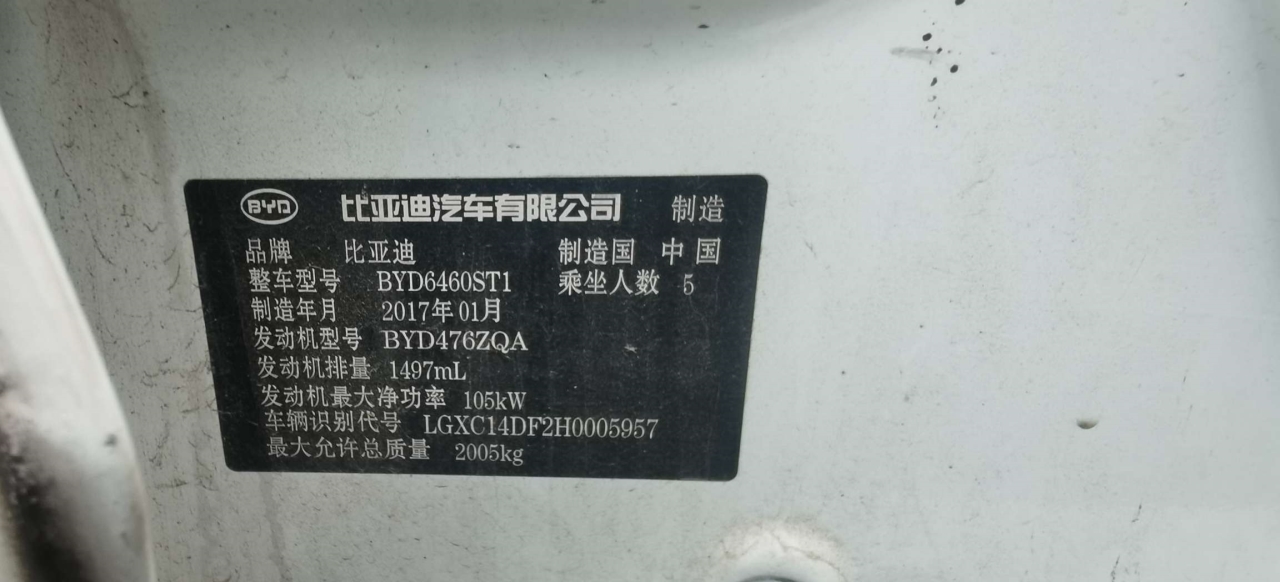 BYD 比亚迪汽车有限公司 制造
品牌 比亚迪 制造国 中国
整车型号 BYD6460ST1 乘坐人数 5
制造年月 2017年01月
发动机型号 BYD476ZQA
发动机排量 1497mL
发动机最大净功率 105kW
车辆识别代号 LGXC14DF2H0005957
最大允许总质量 2005kg